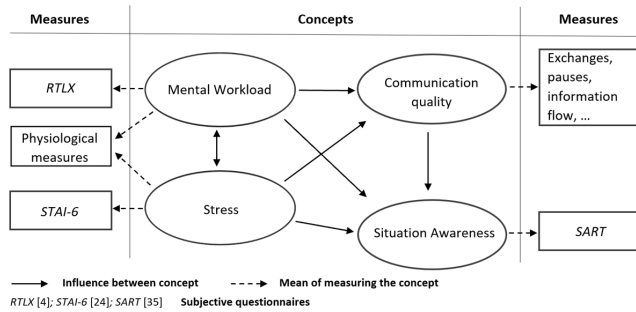 Measures
Concepts
Measures
RTLX
Mental Workload
Communication
quality
Exchanges,
pauses,
information
flow, ...
Physiological
measures
STAI-6
Stress
Situation Awareness
SART
Influence between concept
Mean of measuring the concept
RTLX [4]; STAI-6 [24]; SART [35] Subjective questionnaires